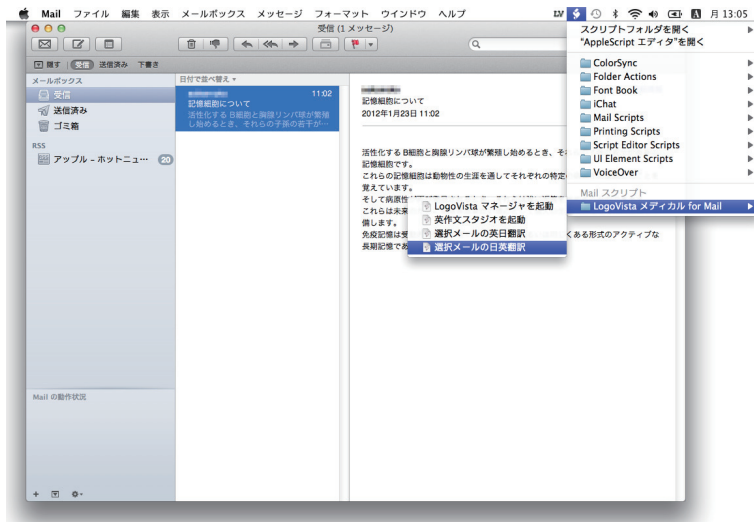 Mail ファイル 編集 表示 メールボックス メッセージ フォーマット ウインドウ ヘルプ LV 月 13:05
受信 (1 メッセージ)
隠す 受信 送信済み 下書き
メールボックス
受信
送信済み
ゴミ箱
RSS
アップル - ホットニュ… 20
Mail の動作状況
日付で並べ替え
11:02
記憶細胞について
活性化する B細胞と胸腺リンパ球が繁殖
し始めるとき、それらの子孫の若干が…
記憶細胞について
2012年1月23日 11:02
活性化する B細胞と胸腺リンパ球が繁殖し始めるとき、そ
記憶細胞です。
これらの記憶細胞は動物性の生涯を通してそれぞれの特定
覚えています。
そして病原性
これらは未来
備します。
免疫記憶は受 くある形式のアクティブな
長期記憶であ
スクリプトフォルダを開く
"AppleScript エディタ"を開く
ColorSync
Folder Actions
Font Book
iChat
Mail Scripts
Printing Scripts
Script Editor Scripts
UI Element Scripts
VoiceOver
Mail スクリプト
LogoVista メディカル for Mail
LogoVista マネージャを起動
英作文スタジオを起動
選択メールの英日翻訳
選択メールの日英翻訳